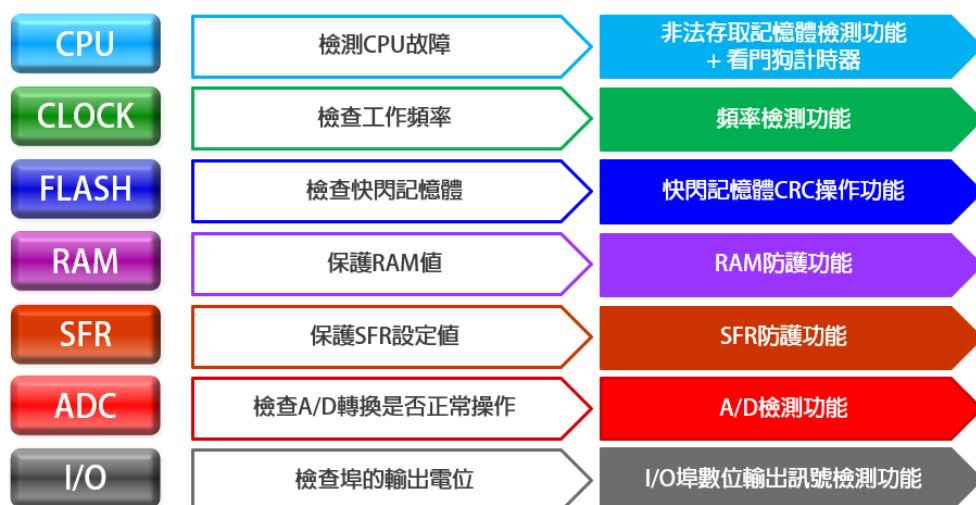 CPU
檢測CPU故障
非法存取記憶體檢測功能
+ 看門狗計時器
CLOCK
檢查工作頻率
頻率檢測功能
FLASH
檢查快閃記憶體
快閃記憶體CRC操作功能
RAM
保護RAM值
RAM防護功能
SFR
保護SFR設定值
SFR防護功能
ADC
檢查A/D轉換是否正常操作
A/D檢測功能
I/O
檢查埠的輸出電位
I/O埠數位輸出訊號檢測功能